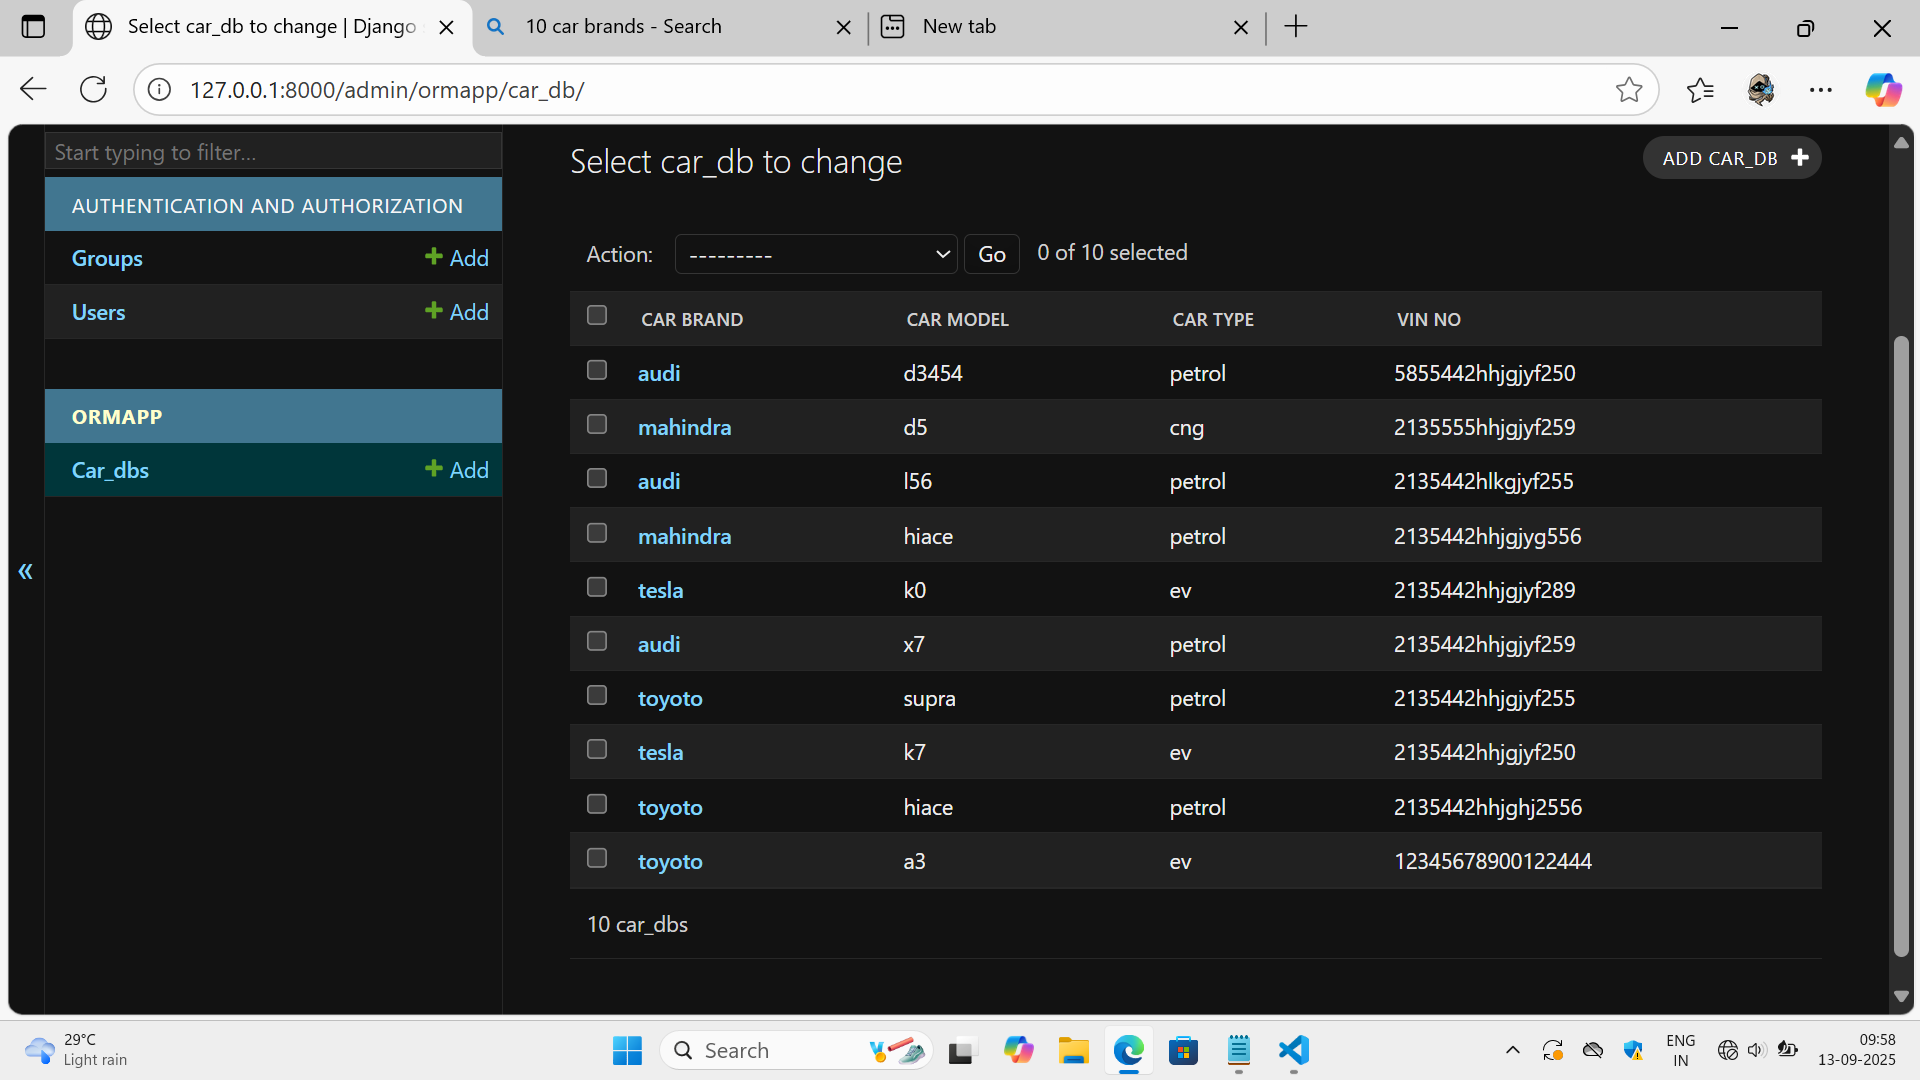 Select car_db to change | Django
10 car brands - Search
New tab
127.0.0.1:8000/admin/ormapp/car_db/
Start typing to filter...
AUTHENTICATION AND AUTHORIZATION
Groups Add
Users Add
ORMAPP
Car_dbs Add
Select car_db to change
ADD CAR_DB
Action: --------- Go 0 of 10 selected
CAR BRAND CAR MODEL CAR TYPE VIN NO
audi d3454 petrol 5855442hhjgjyf250
mahindra d5 cng 2135555hhjgjyf259
audi l56 petrol 2135442hlkgjyf255
mahindra hiace petrol 2135442hhjgjyg556
tesla k0 ev 2135442hhjgjyf289
audi x7 petrol 2135442hhjgjyf259
toyoto supra petrol 2135442hhjgjyf255
tesla k7 ev 2135442hhjgjyf250
toyoto hiace petrol 2135442hhjghj2556
toyoto a3 ev 12345678900122444
10 car_dbs
29°C
Light rain
Search
ENG
IN
09:58
13-09-2025